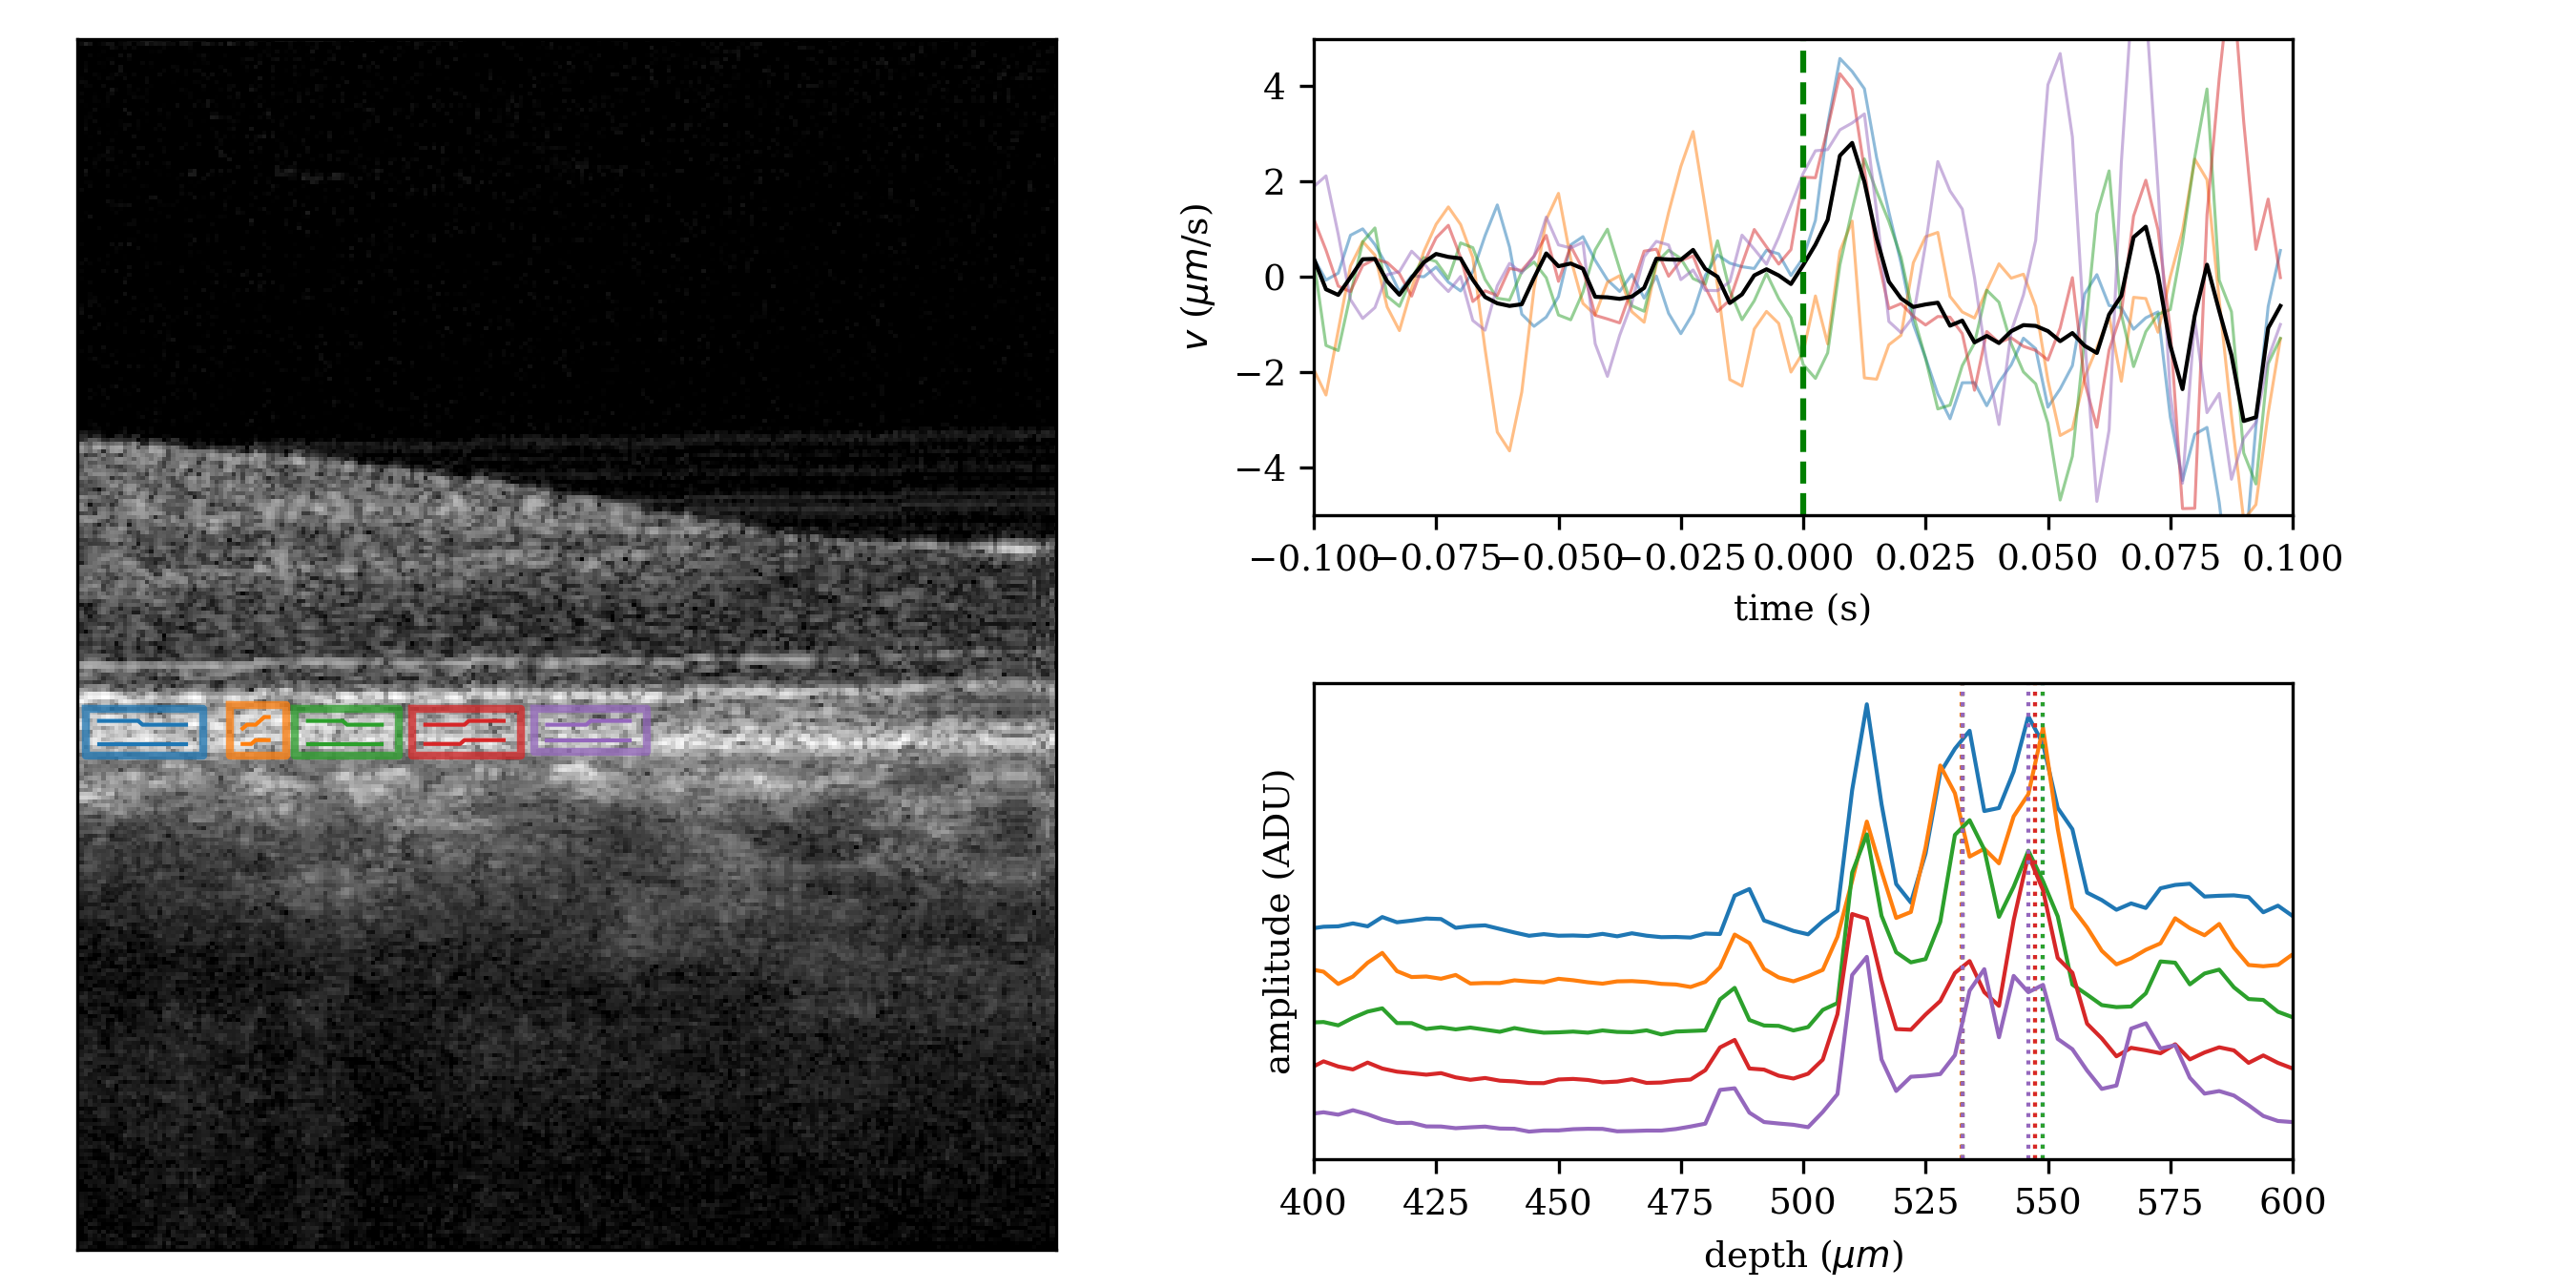 4
2
0
−2
−4
v (μm/s)
−0.100 −0.075 −0.050 −0.025 0.000 0.025 0.050 0.075 0.100
time (s)
amplitude (ADU)
400 425 450 475 500 525 550 575 600
depth (μm)